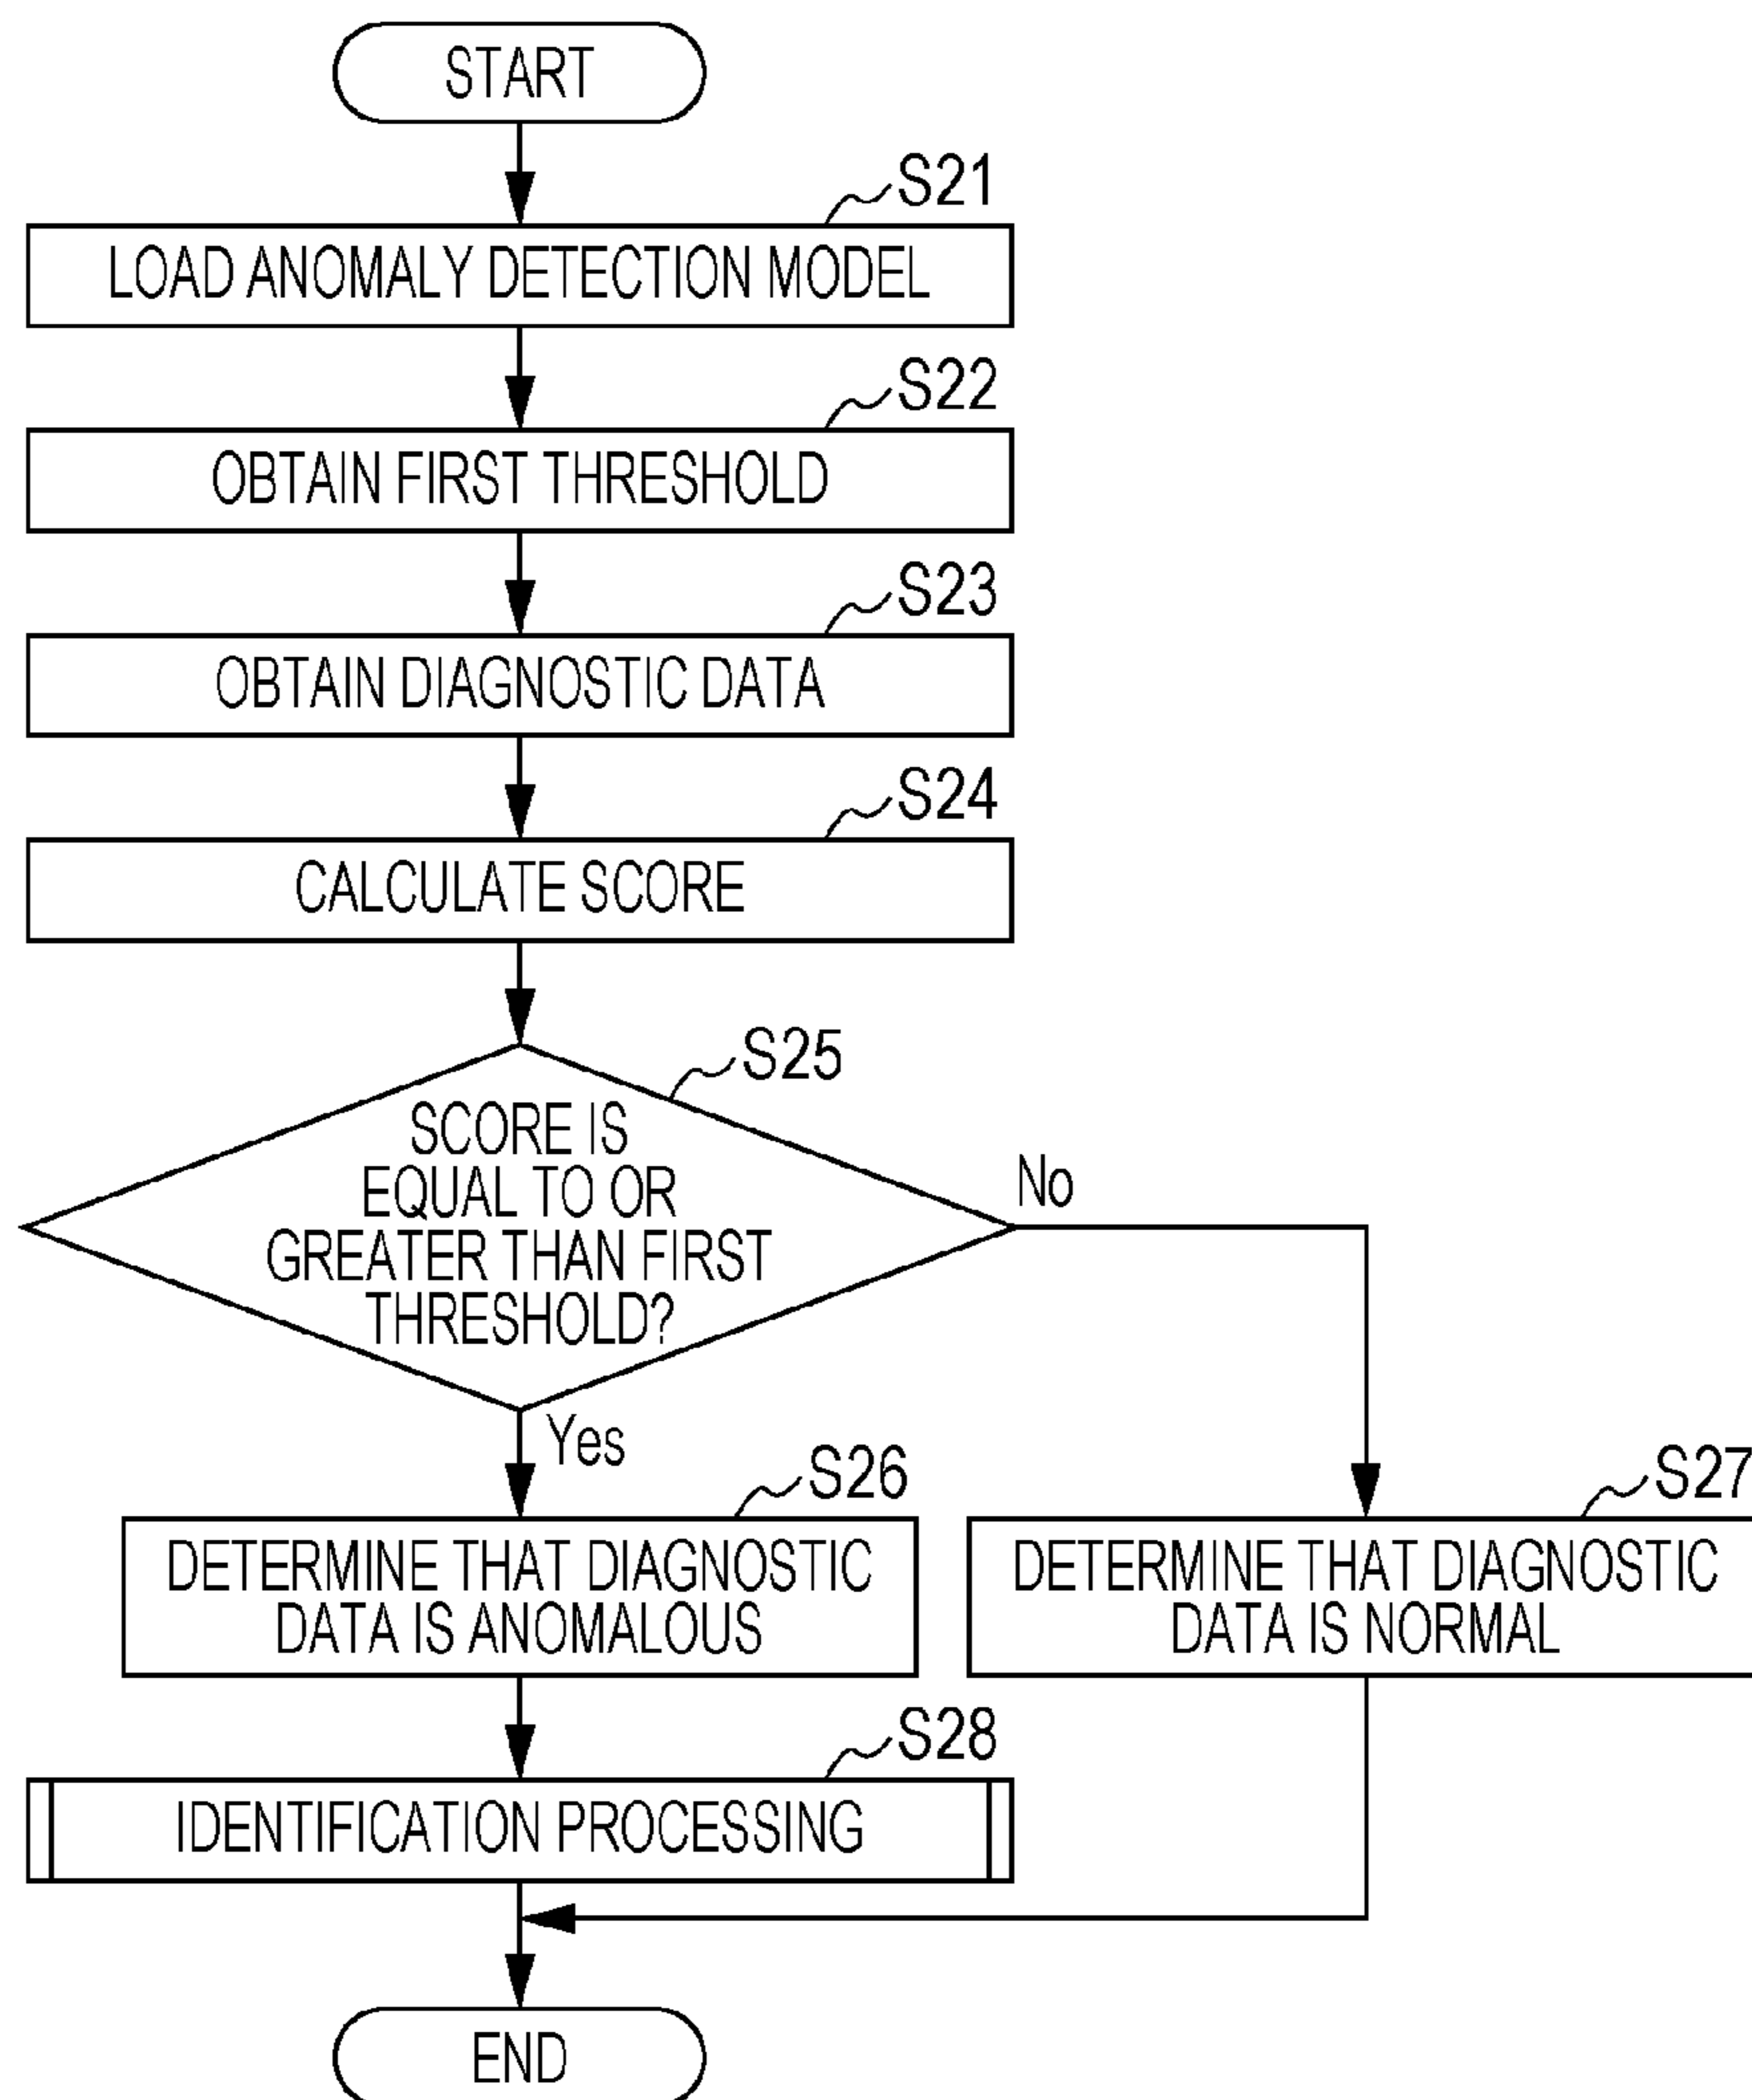 START
S21
LOAD ANOMALY DETECTION MODEL
S22
OBTAIN FIRST THRESHOLD
S23
OBTAIN DIAGNOSTIC DATA
S24
CALCULATE SCORE
S25
SCORE IS
EQUAL TO OR
GREATER THAN FIRST
THRESHOLD?
No
Yes
S26
DETERMINE THAT DIAGNOSTIC
DATA IS ANOMALOUS
S27
DETERMINE THAT DIAGNOSTIC
DATA IS NORMAL
S28
IDENTIFICATION PROCESSING
END